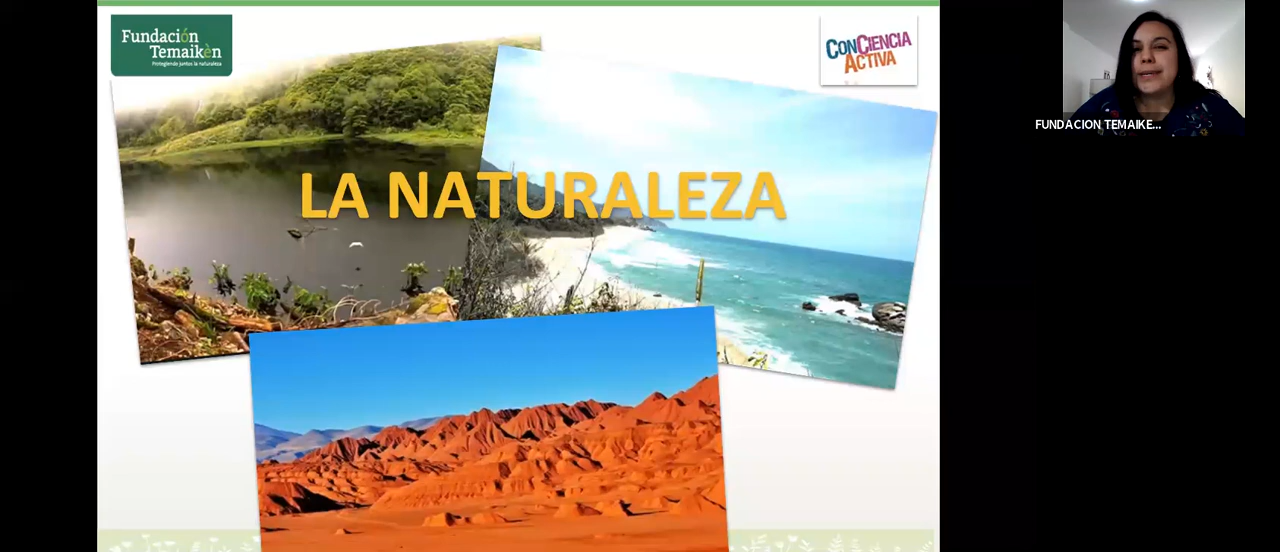 Fundación
Temaikèn
Protegiendo juntos la naturaleza
CONCIENCIA
ACTIVA
LA NATURALEZA
FUNDACION TEMAIKE...